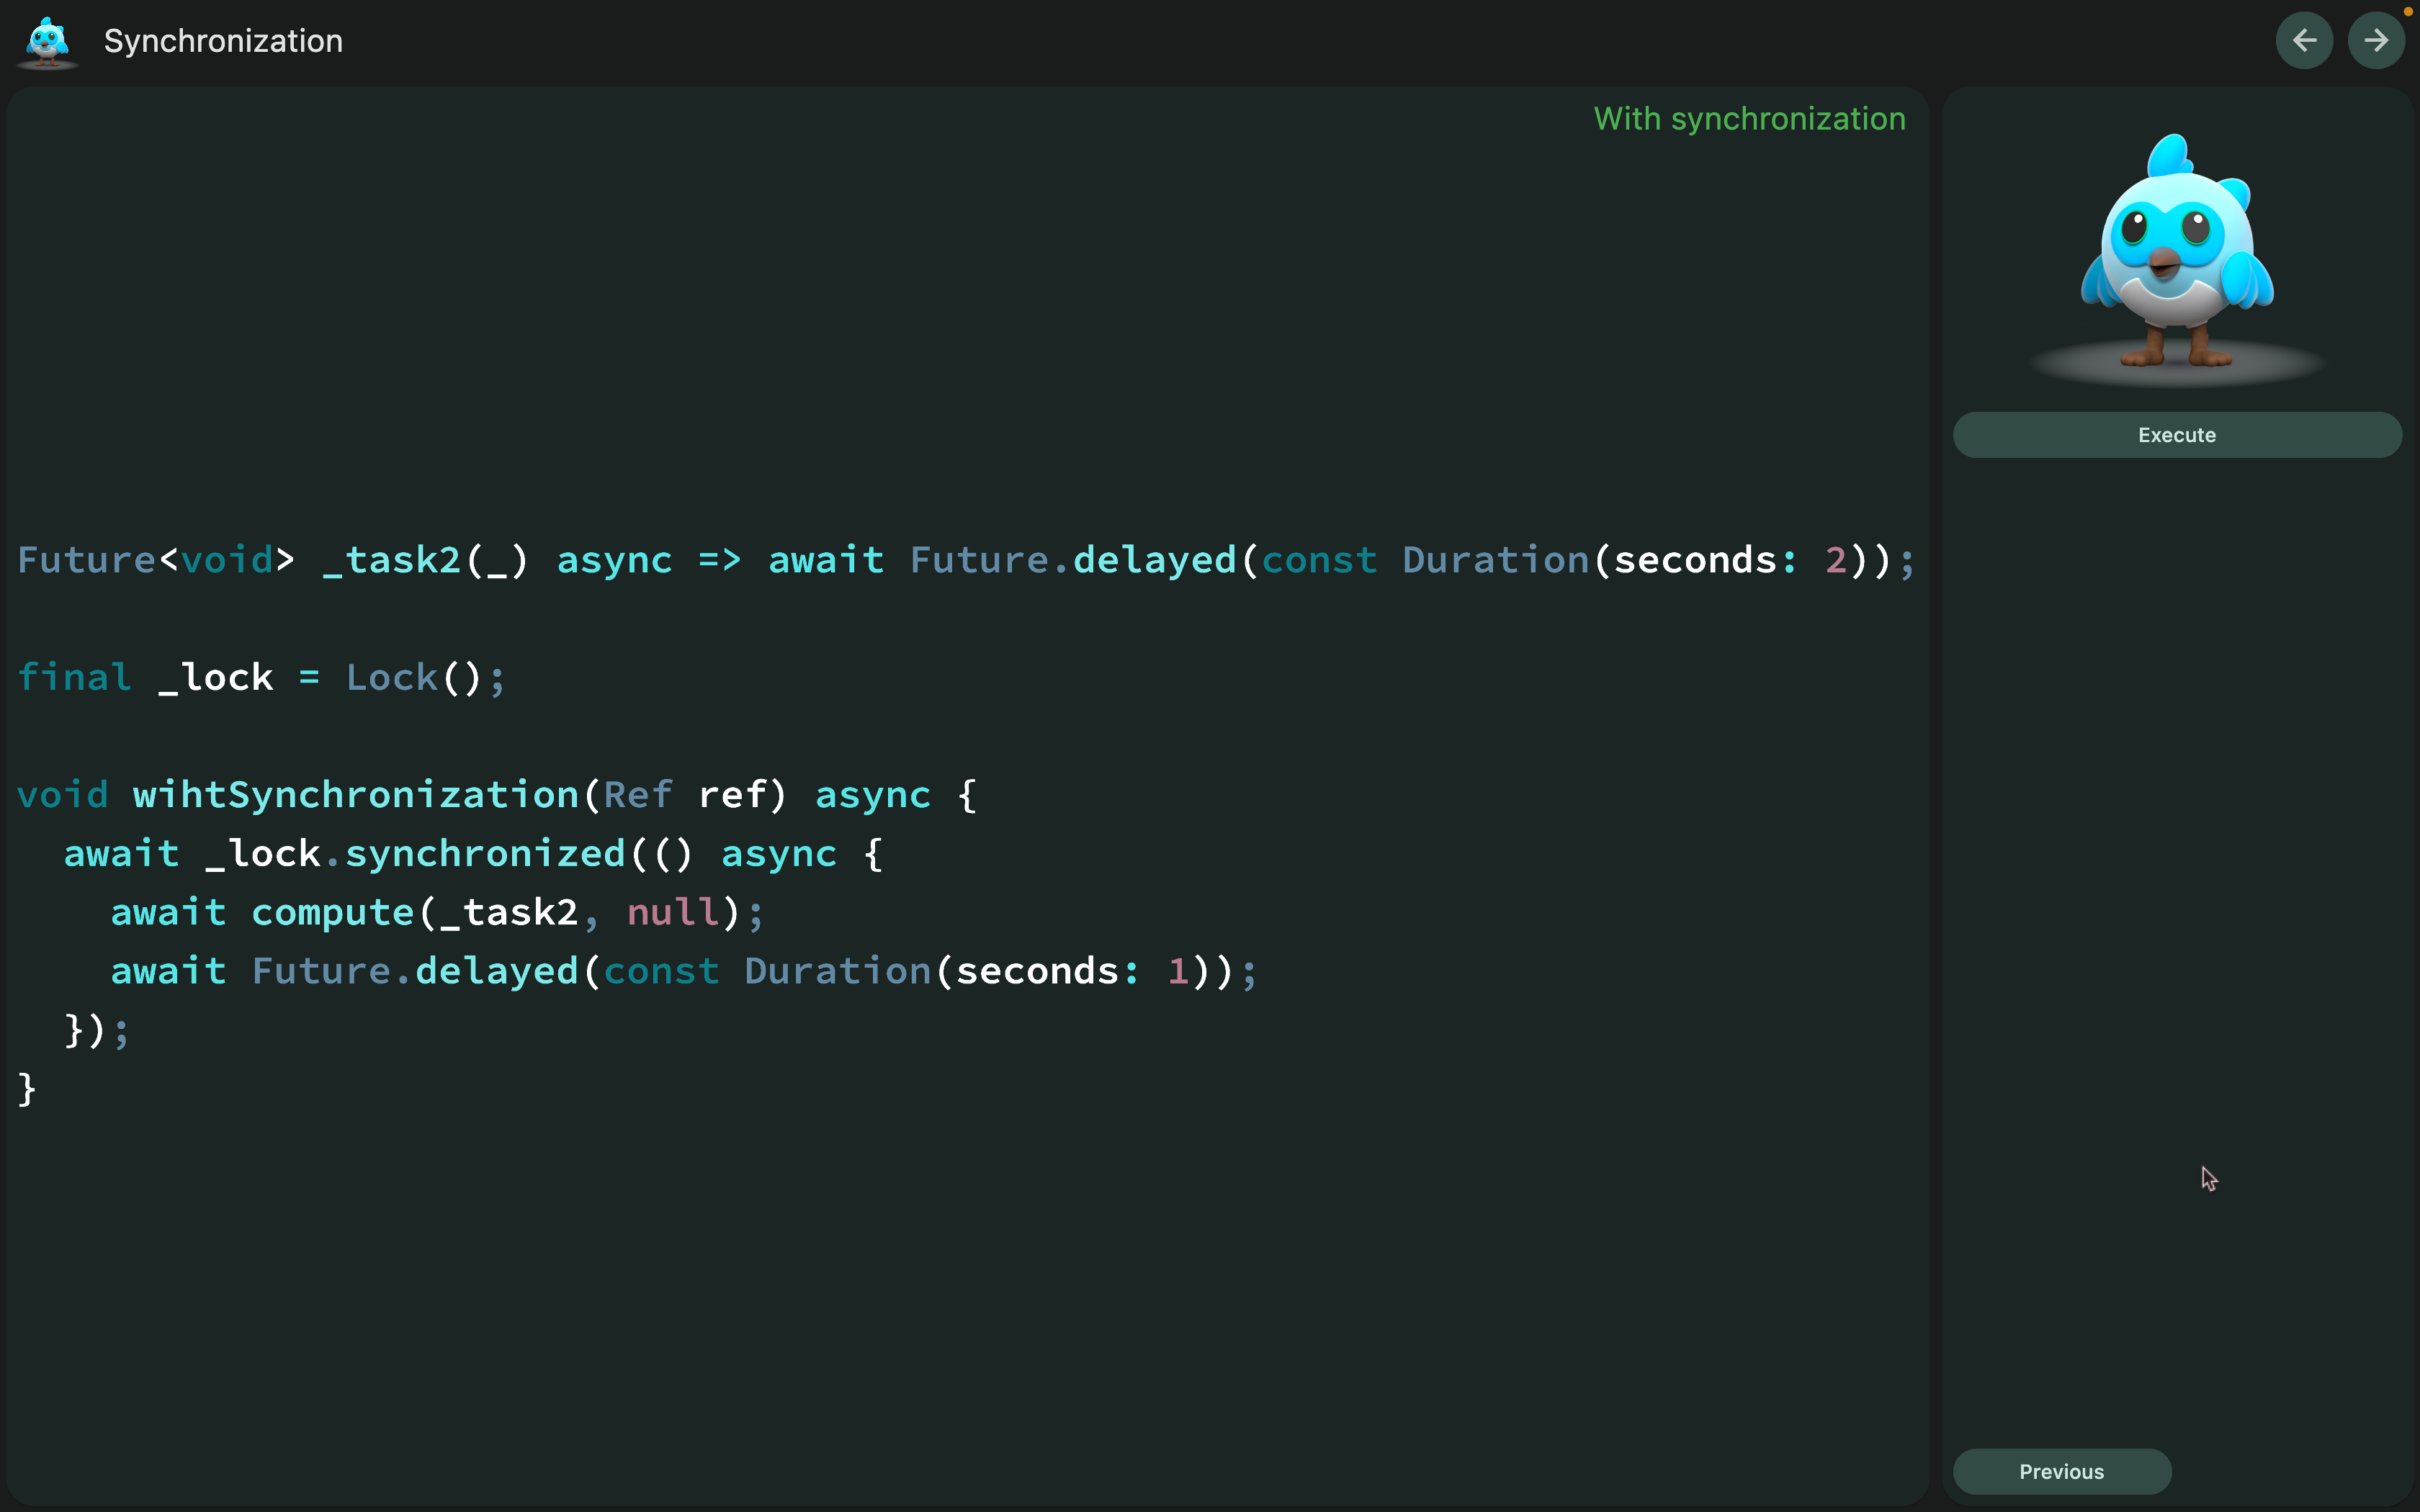 Synchronization
With synchronization
Future<void> _task2(_) async => await Future.delayed(const Duration(seconds: 2));
final _lock = Lock();
void wihtSynchronization(Ref ref) async {
  await _lock.synchronized(() async {
    await compute(_task2, null);
    await Future.delayed(const Duration(seconds: 1));
  });
}
Execute
Previous